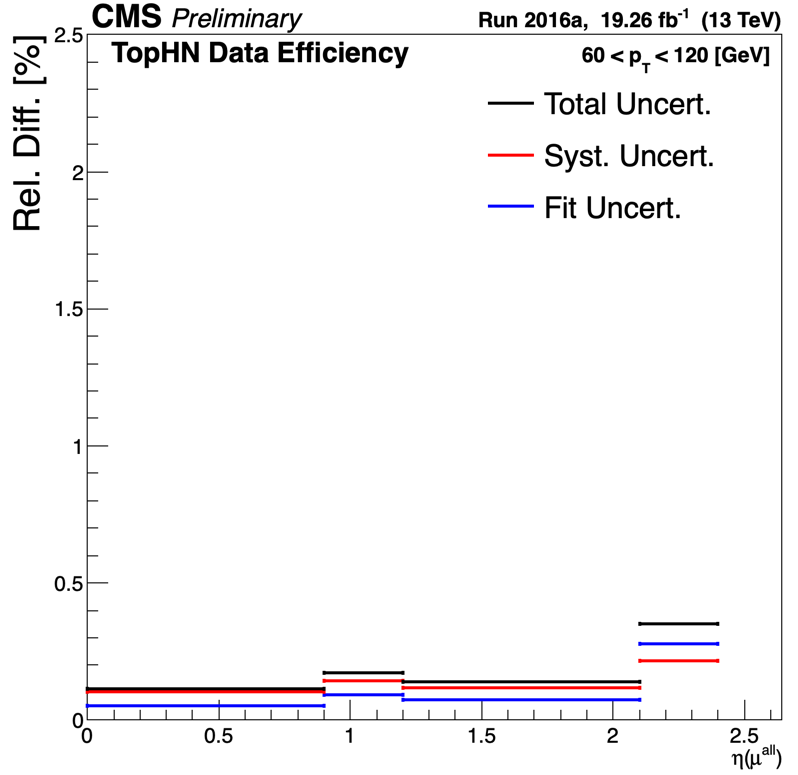 CMS Preliminary
Run 2016a, 19.26 fb⁻¹ (13 TeV)
TopHN Data Efficiency
60 < p_T < 120 [GeV]
Rel. Diff. [%]
Total Uncert.
Syst. Uncert.
Fit Uncert.
2.5
2
1.5
1
0.5
0
0 0.5 1 1.5 2 2.5
η(μ^all)